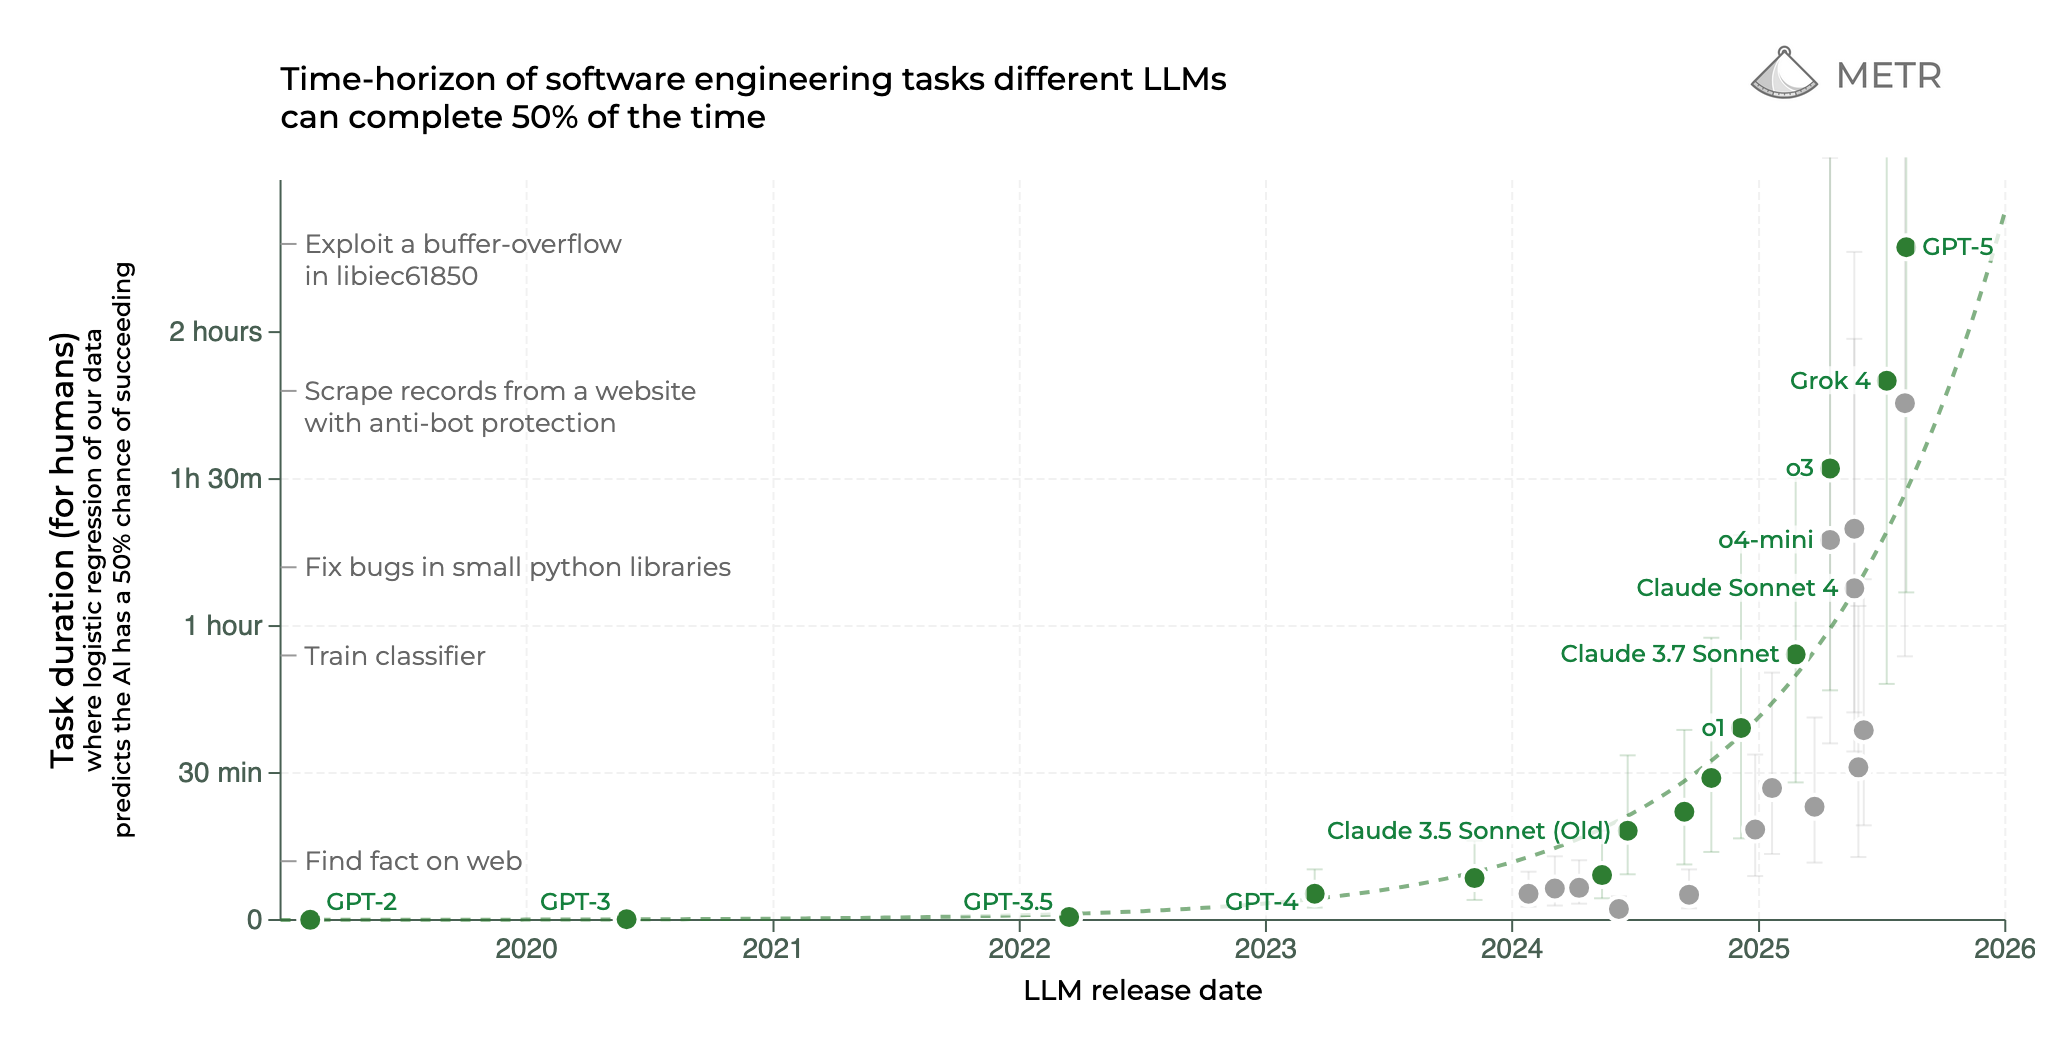 Time-horizon of software engineering tasks different LLMs
can complete 50% of the time
METR
Task duration (for humans)
where logistic regression of our data
predicts the AI has a 50% chance of succeeding
Exploit a buffer-overflow
in libiec61850
2 hours
Scrape records from a website
with anti-bot protection
1h 30m
Fix bugs in small python libraries
1 hour
Train classifier
30 min
Find fact on web
0
GPT-2
GPT-3
GPT-3.5
GPT-4
Claude 3.5 Sonnet (Old)
o1
Claude 3.7 Sonnet
Claude Sonnet 4
o4-mini
o3
Grok 4
GPT-5
2020
2021
2022
2023
2024
2025
2026
LLM release date